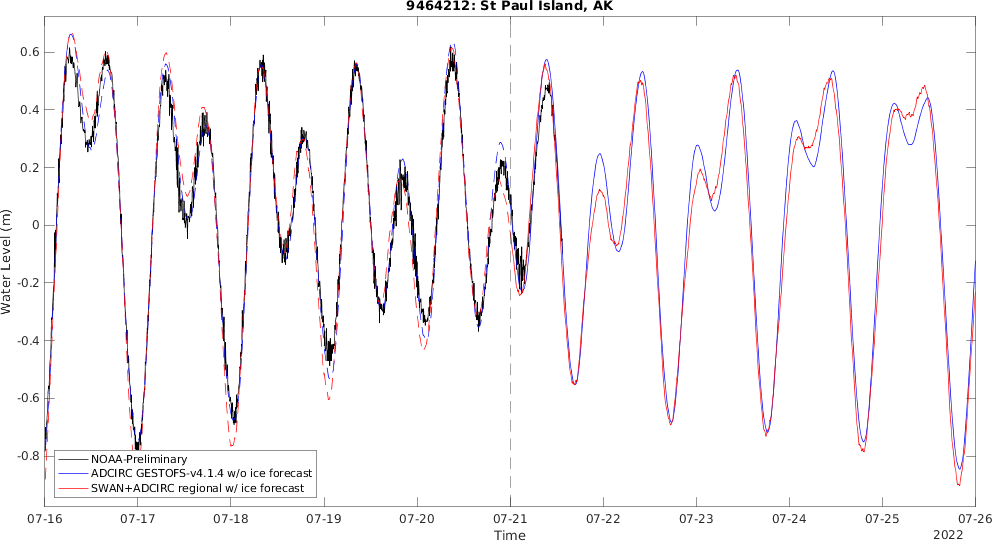 9464212: St Paul Island, AK
Water Level (m)
0.6
0.4
0.2
0
-0.2
-0.4
-0.6
-0.8
NOAA-Preliminary
ADCIRC GESTOFS-v4.1.4 w/o ice forecast
SWAN+ADCIRC regional w/ ice forecast
07-16 07-17 07-18 07-19 07-20 07-21 07-22 07-23 07-24 07-25 07-26
Time
2022